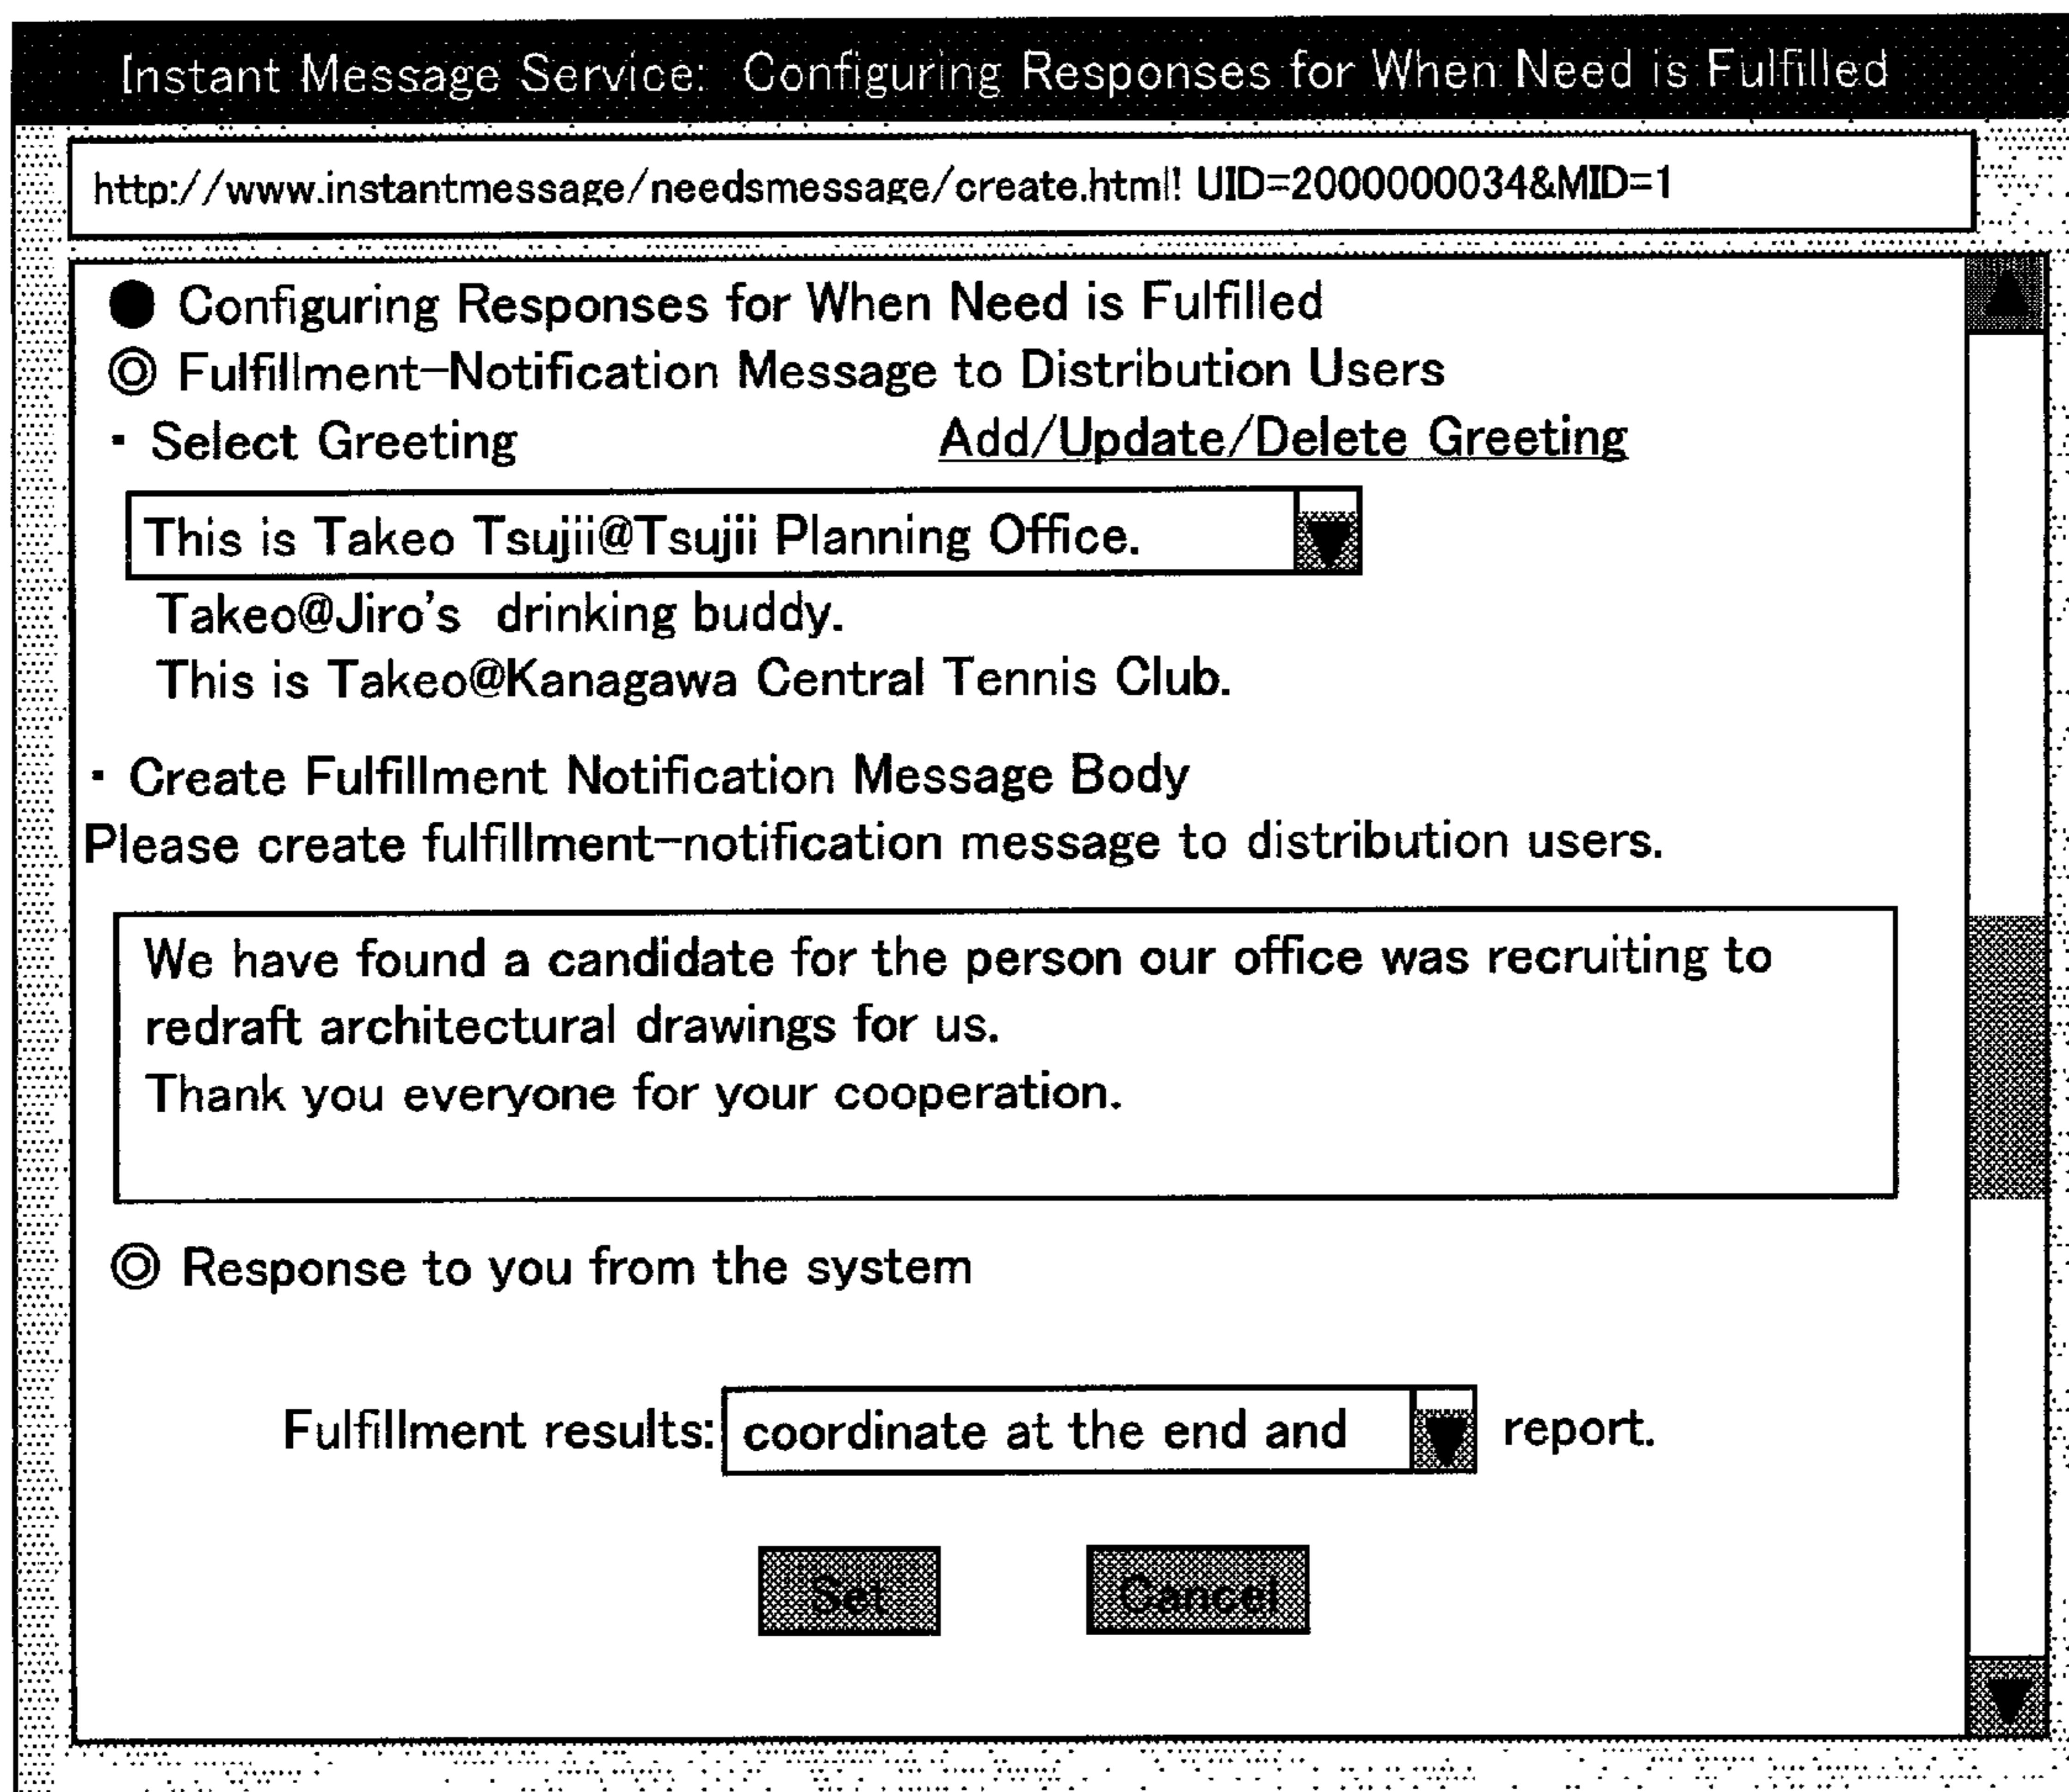 Instant Message Service: Configuring Responses for When Need is Fulfilled
http://www.instantmessage/needsmessage/create.html! UID=2000000034&MID=1
● Configuring Responses for When Need is Fulfilled
◎ Fulfillment-Notification Message to Distribution Users
・Select Greeting Add/Update/Delete Greeting
This is Takeo Tsujii@Tsujii Planning Office. ▼
Takeo@Jiro's drinking buddy.
This is Takeo@Kanagawa Central Tennis Club.
・Create Fulfillment Notification Message Body
Please create fulfillment-notification message to distribution users.
We have found a candidate for the person our office was recruiting to
redraft architectural drawings for us.
Thank you everyone for your cooperation.
◎ Response to you from the system
Fulfillment results: coordinate at the end and ▼ report.
Set Cancel